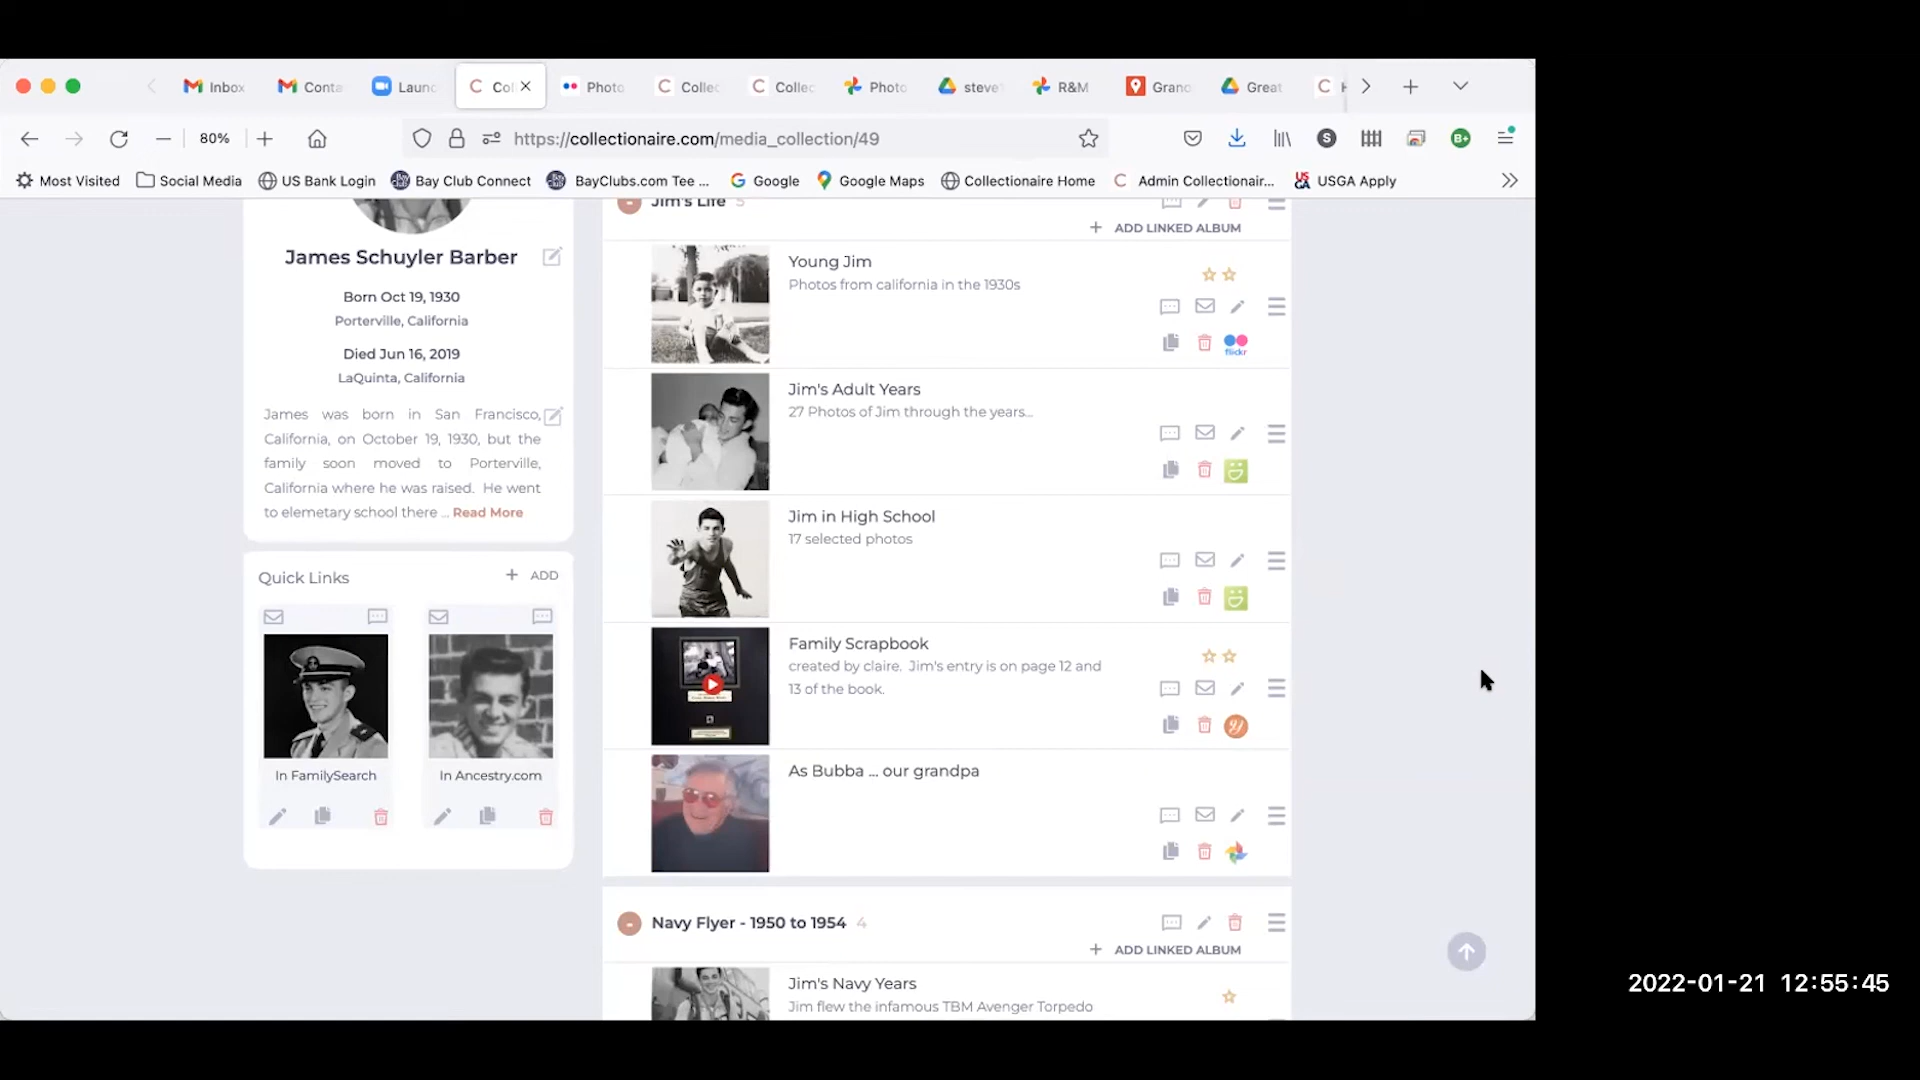 Inbox
Conta
Launc
Col
Photo
Collec
Collec
Photo
steve'
R&M
Grand
Great
80%
https://collectionaire.com/media_collection/49
S
B+
Most Visited
Social Media
US Bank Login
Bay Club Connect
BayClubs.com Tee ...
Google
Google Maps
Collectionaire Home
Admin Collectionair...
USGA Apply
James Schuyler Barber
Born Oct 19, 1930
Porterville, California
Died Jun 16, 2019
LaQuinta, California
James was born in San Francisco,
California, on October 19, 1930, but the
family soon moved to Porterville,
California where he was raised. He went
to elemetary school there ... Read More
Quick Links
+ ADD
In FamilySearch
In Ancestry.com
Jim's Life 5
+ ADD LINKED ALBUM
Young Jim
Photos from california in the 1930s
flickr
Jim's Adult Years
27 Photos of Jim through the years...
Jim in High School
17 selected photos
Family Scrapbook
created by claire. Jim's entry is on page 12 and
13 of the book.
As Bubba ... our grandpa
Navy Flyer - 1950 to 1954 4
+ ADD LINKED ALBUM
Jim's Navy Years
Jim flew the infamous TBM Avenger Torpedo
2022-01-21 12:55:45